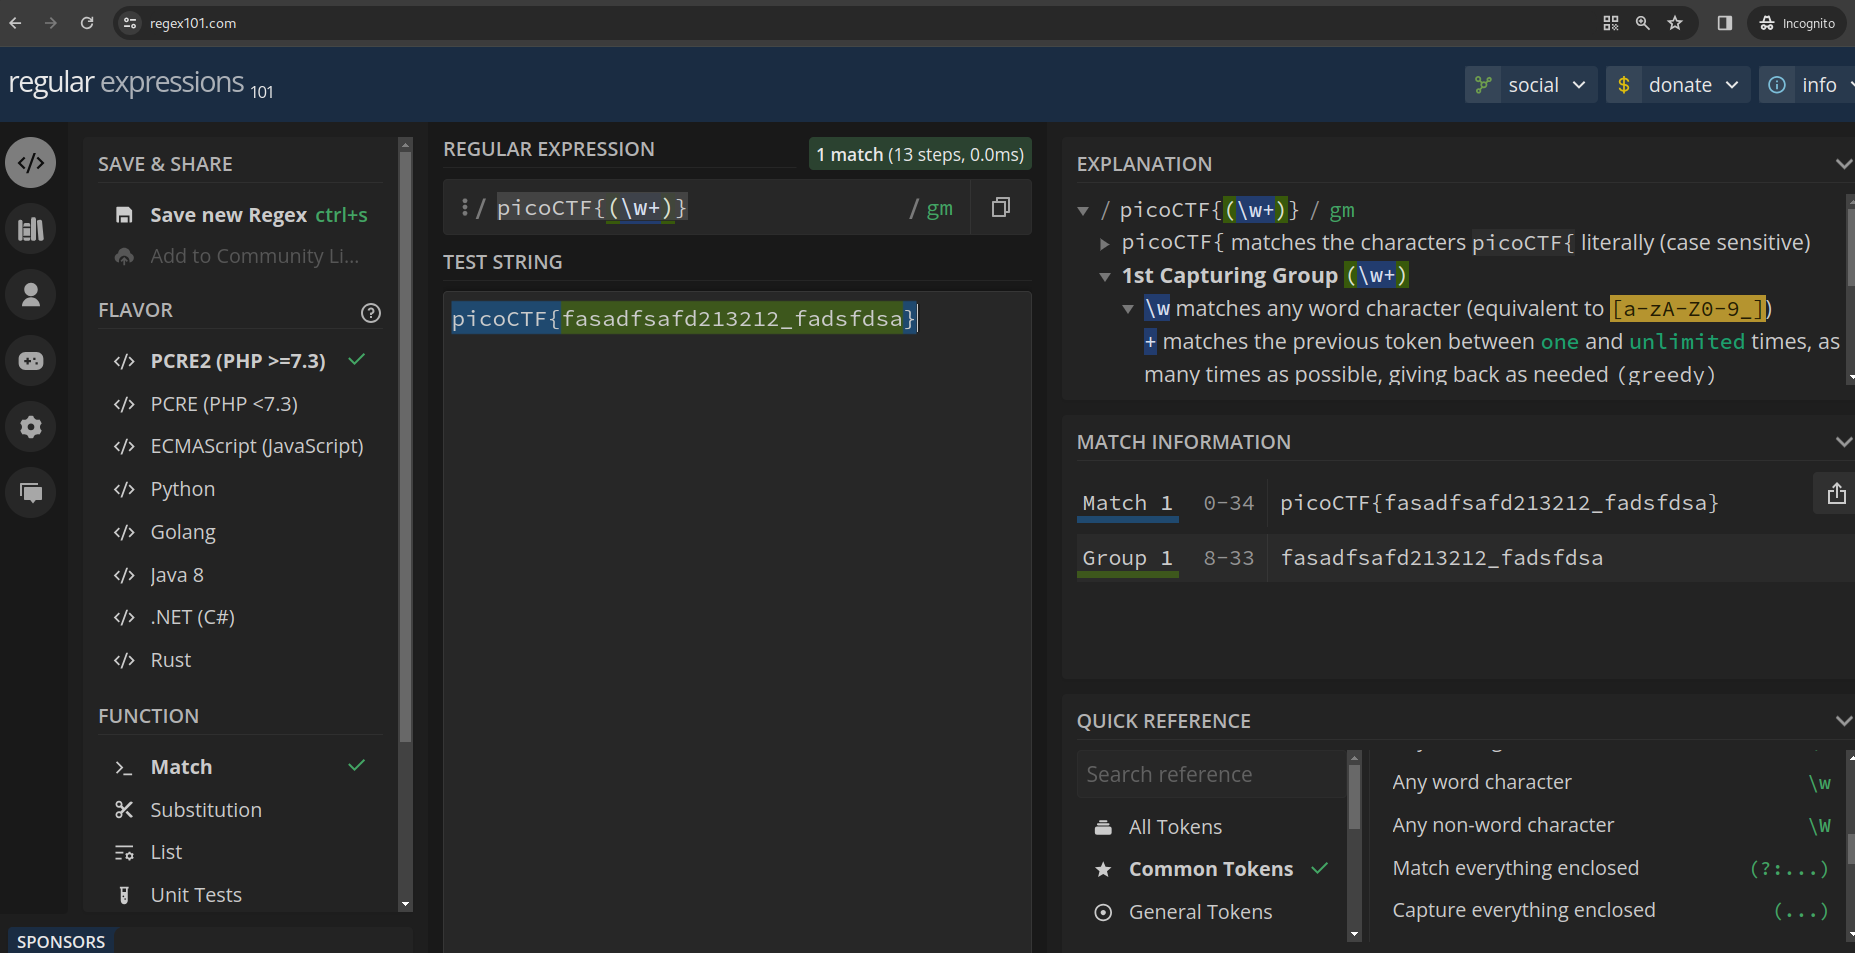 regex101.com
Incognito
regular expressions 101
social
donate
info
SAVE & SHARE
Save new Regex ctrl+s
Add to Community Li...
FLAVOR
PCRE2 (PHP >=7.3)
PCRE (PHP <7.3)
ECMAScript (JavaScript)
Python
Golang
Java 8
.NET (C#)
Rust
FUNCTION
Match
Substitution
List
Unit Tests
SPONSORS
REGULAR EXPRESSION
1 match (13 steps, 0.0ms)
/ picoCTF{(\w+)} / gm
TEST STRING
picoCTF{fasadfsafd213212_fadsfdsa}
EXPLANATION
/ picoCTF{(\w+)} / gm
picoCTF{ matches the characters picoCTF{ literally (case sensitive)
1st Capturing Group (\w+)
\w matches any word character (equivalent to [a-zA-Z0-9_])
+ matches the previous token between one and unlimited times, as
many times as possible, giving back as needed (greedy)
MATCH INFORMATION
Match 1 0-34 picoCTF{fasadfsafd213212_fadsfdsa}
Group 1 8-33 fasadfsafd213212_fadsfdsa
QUICK REFERENCE
Search reference
All Tokens
Common Tokens
General Tokens
Any word character \w
Any non-word character \W
Match everything enclosed (?:...)
Capture everything enclosed (...)